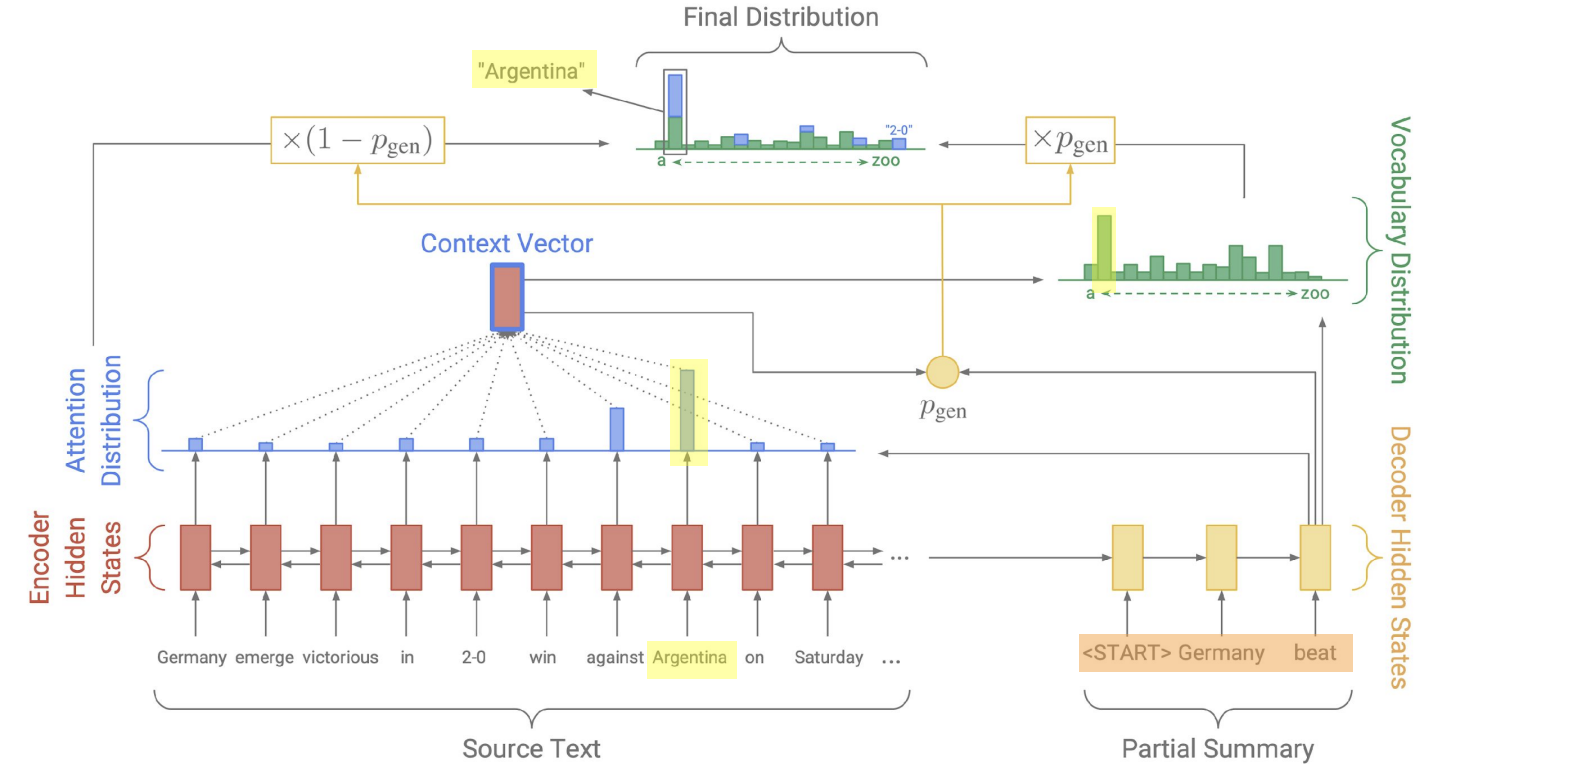 Final Distribution
"Argentina"
×(1 − pgen)
"2-0"
a
zoo
×pgen
Context Vector
Vocabulary Distribution
a
zoo
Attention
Distribution
pgen
Encoder
Hidden
States
Decoder Hidden States
...
Germany emerge victorious in 2-0 win against Argentina on Saturday ...
<START> Germany beat
Source Text
Partial Summary